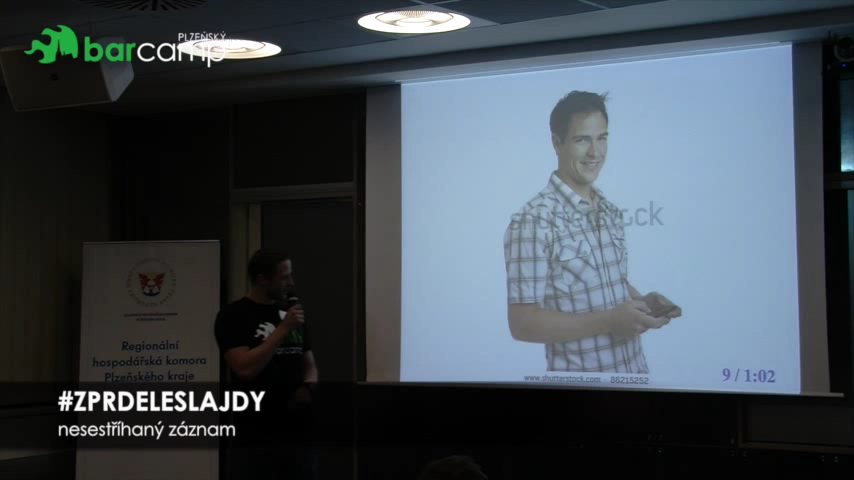 PLZEŇSKÝ
barcamp
shutterstock
Regionální
hospodářská komora
Plzeňského kraje
www.shutterstock.com · 86215252
9 / 1:02
#ZPRDELESLAJDY
nesestříhaný záznam